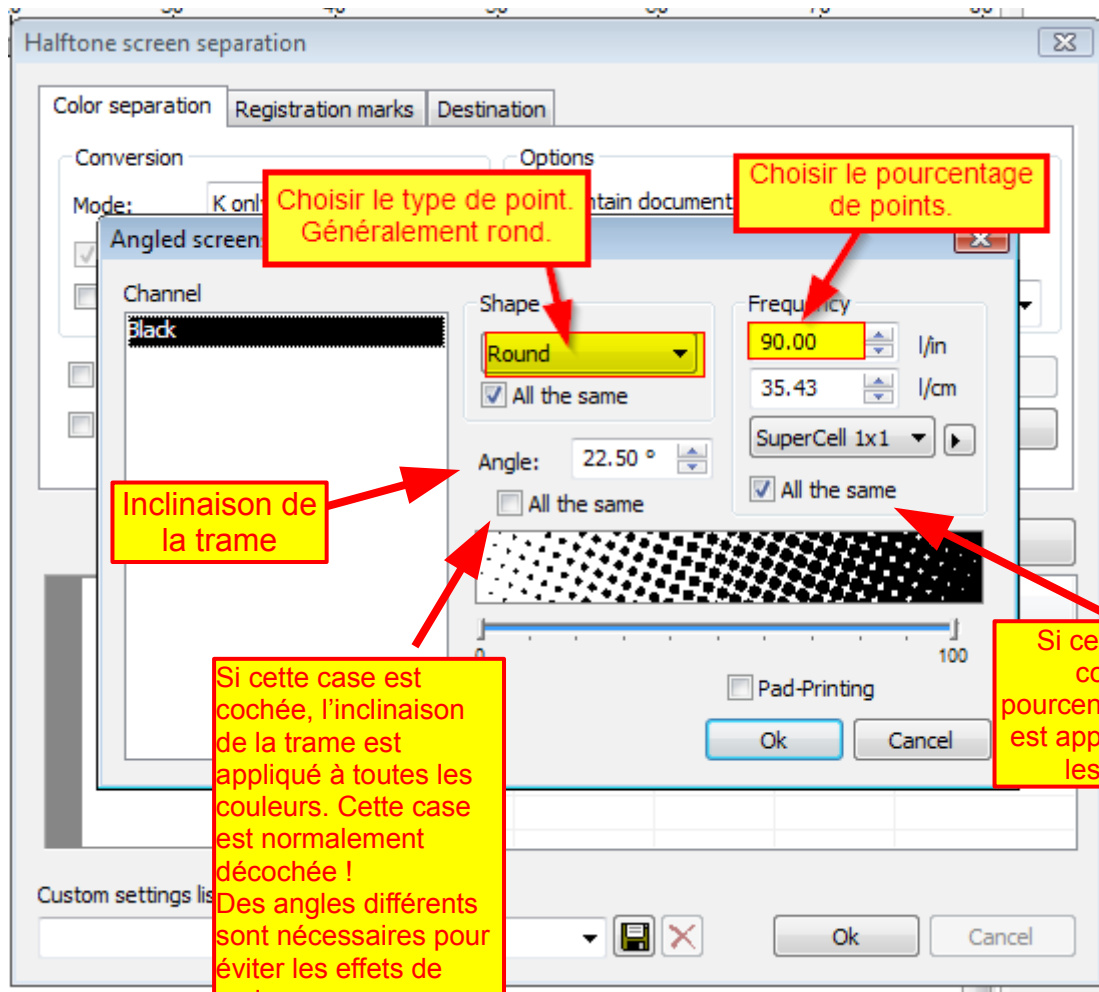 Halftone screen separation
Color separation
Registration marks
Destination
Conversion
Options
Mode:
K onl
ntain document
Choisir le type de point.
Généralement rond.
Choisir le pourcentage
de points.
Angled screen
Channel
Black
Shape
Round
All the same
Frequency
90.00 l/in
35.43 l/cm
SuperCell 1x1
All the same
Angle: 22.50 °
All the same
Inclinaison de
la trame
0
100
Pad-Printing
Ok
Cancel
Si cette case est
cochée, l’inclinaison
de la trame est
appliqué à toutes les
couleurs. Cette case
est normalement
décochée !
Des angles différents
sont nécessaires pour
éviter les effets de
Si ce
co
pourcen
est app
les
Custom settings lis
Ok
Cancel